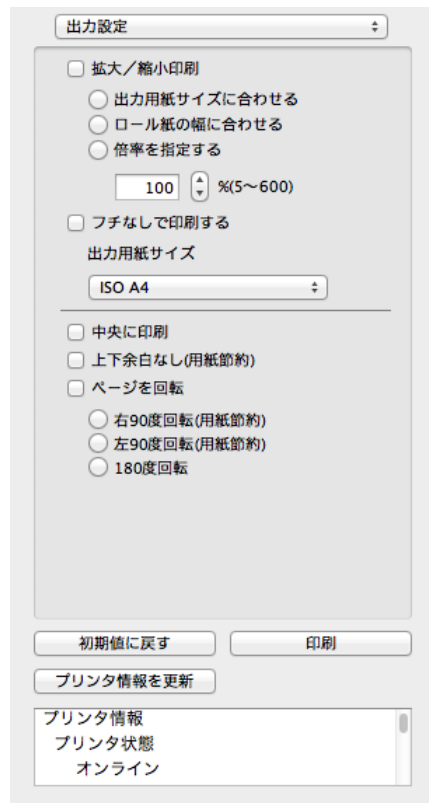 出力設定
拡大／縮小印刷
出力用紙サイズに合わせる
ロール紙の幅に合わせる
倍率を指定する
100 %(5～600)
フチなしで印刷する
出力用紙サイズ
ISO A4
中央に印刷
上下余白なし(用紙節約)
ページを回転
右90度回転(用紙節約)
左90度回転(用紙節約)
180度回転
初期値に戻す 印刷
プリンタ情報を更新
プリンタ情報
プリンタ状態
オンライン